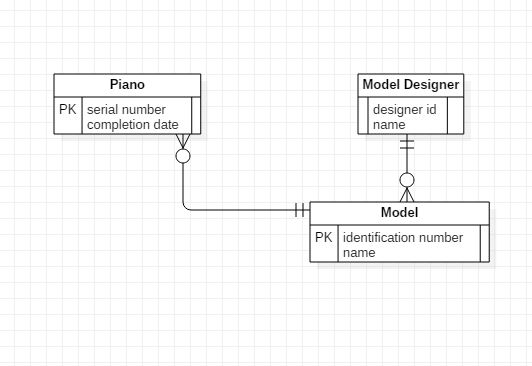 Piano
PK serial number
completion date
Model Designer
designer id
name
Model
PK identification number
name